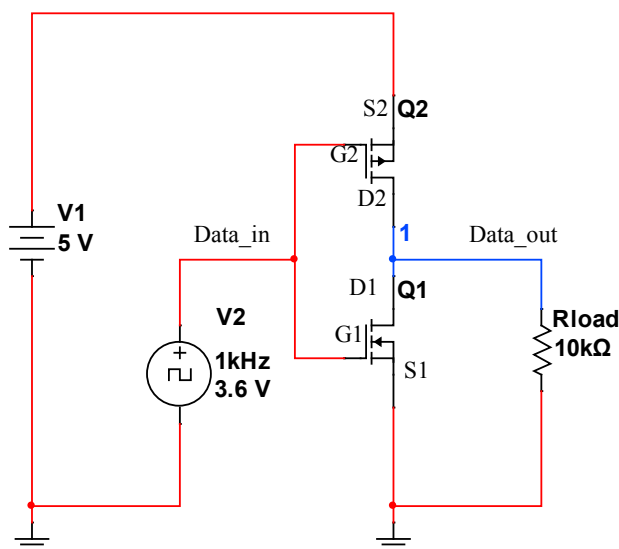 S2 Q2
G2
D2
V1
5 V
Data_in
1
Data_out
D1 Q1
V2
G1
Rload
10kΩ
1kHz
3.6 V
S1